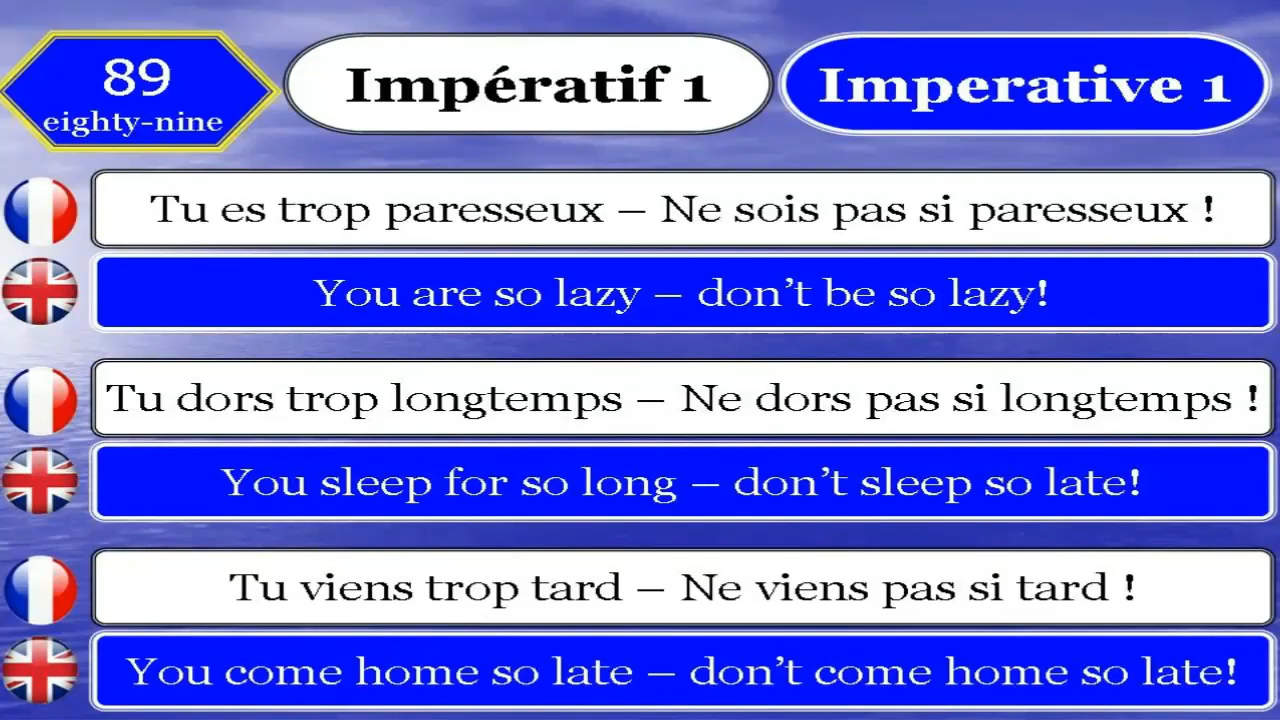 89
eighty-nine
Impératif 1
Imperative 1
Tu es trop paresseux – Ne sois pas si paresseux !
You are so lazy – don’t be so lazy!
Tu dors trop longtemps – Ne dors pas si longtemps !
You sleep for so long – don’t sleep so late!
Tu viens trop tard – Ne viens pas si tard !
You come home so late – don’t come home so late!